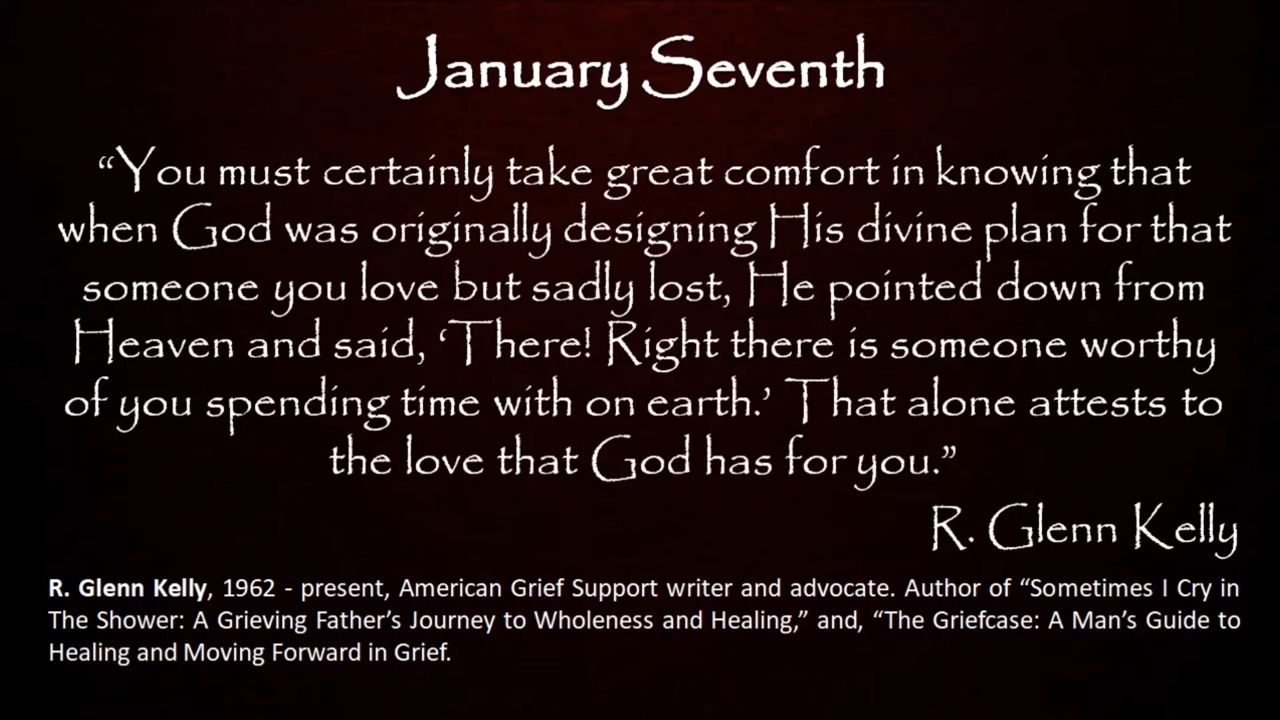 January Seventh
“You must certainly take great comfort in knowing that
when God was originally designing His divine plan for that
someone you love but sadly lost, He pointed down from
Heaven and said, ‘There! Right there is someone worthy
of you spending time with on earth.’ That alone attests to
the love that God has for you.”
R. Glenn Kelly
R. Glenn Kelly, 1962 - present, American Grief Support writer and advocate. Author of “Sometimes I Cry in
The Shower: A Grieving Father’s Journey to Wholeness and Healing,” and, “The Griefcase: A Man’s Guide to
Healing and Moving Forward in Grief.